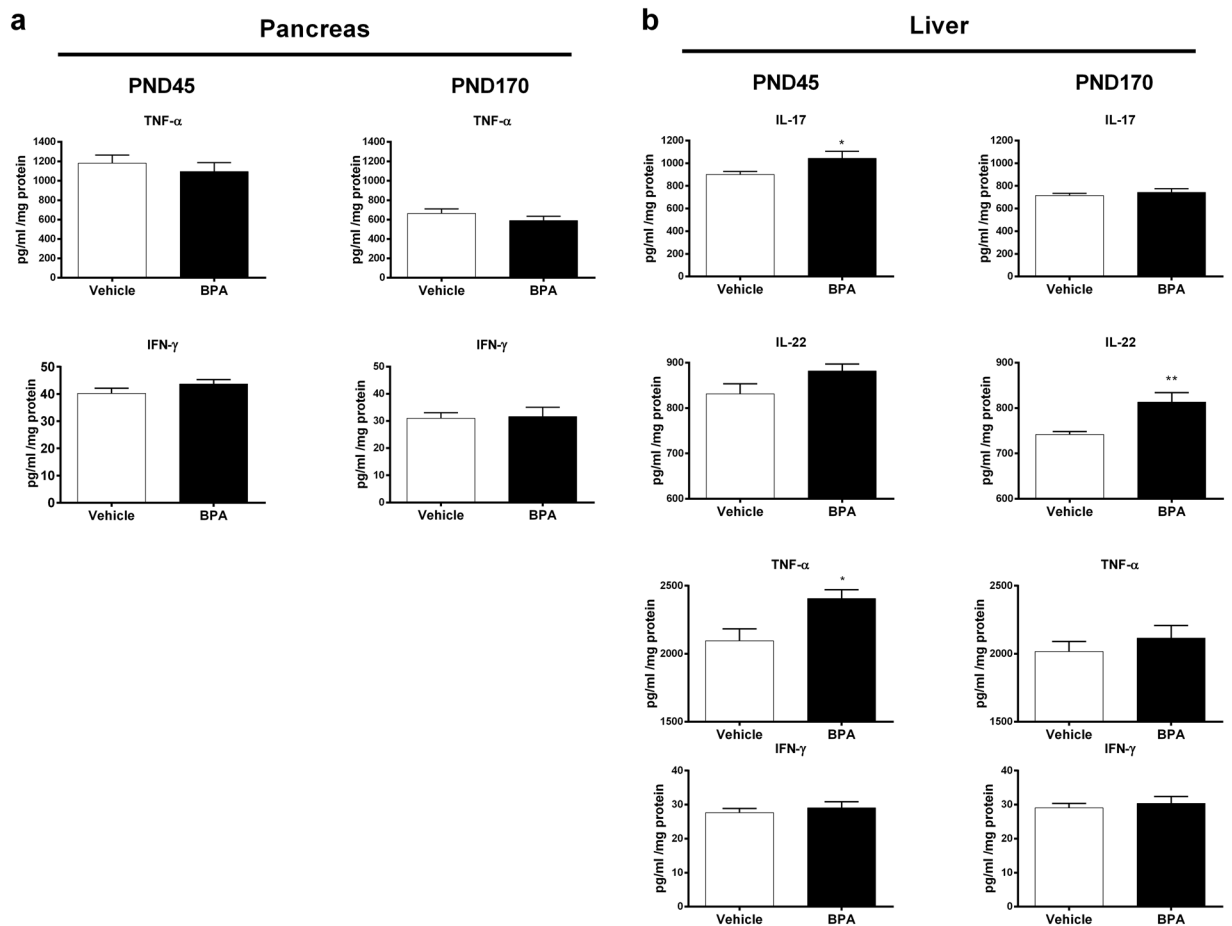 a
Pancreas
PND45
PND170
TNF-α
pg/ml /mg protein
1400
1200
1000
800
600
400
200
0
Vehicle BPA
TNF-α
pg/ml /mg protein
1400
1200
1000
800
600
400
200
0
Vehicle BPA
IFN-γ
pg/ml /mg protein
50
40
30
20
10
0
Vehicle BPA
IFN-γ
pg/ml /mg protein
50
40
30
20
10
0
Vehicle BPA
b
Liver
PND45
PND170
IL-17
pg/ml /mg protein
1200
1000
800
600
400
200
0
*
Vehicle BPA
IL-17
pg/ml /mg protein
1200
1000
800
600
400
200
0
Vehicle BPA
IL-22
pg/ml /mg protein
900
800
700
600
Vehicle BPA
IL-22
pg/ml /mg protein
900
800
700
600
**
Vehicle BPA
TNF-α
pg/ml /mg protein
2500
2000
1500
*
Vehicle BPA
TNF-α
pg/ml /mg protein
2500
2000
1500
Vehicle BPA
IFN-γ
pg/ml /mg protein
40
30
20
10
0
Vehicle BPA
IFN-γ
pg/ml /mg protein
40
30
20
10
0
Vehicle BPA